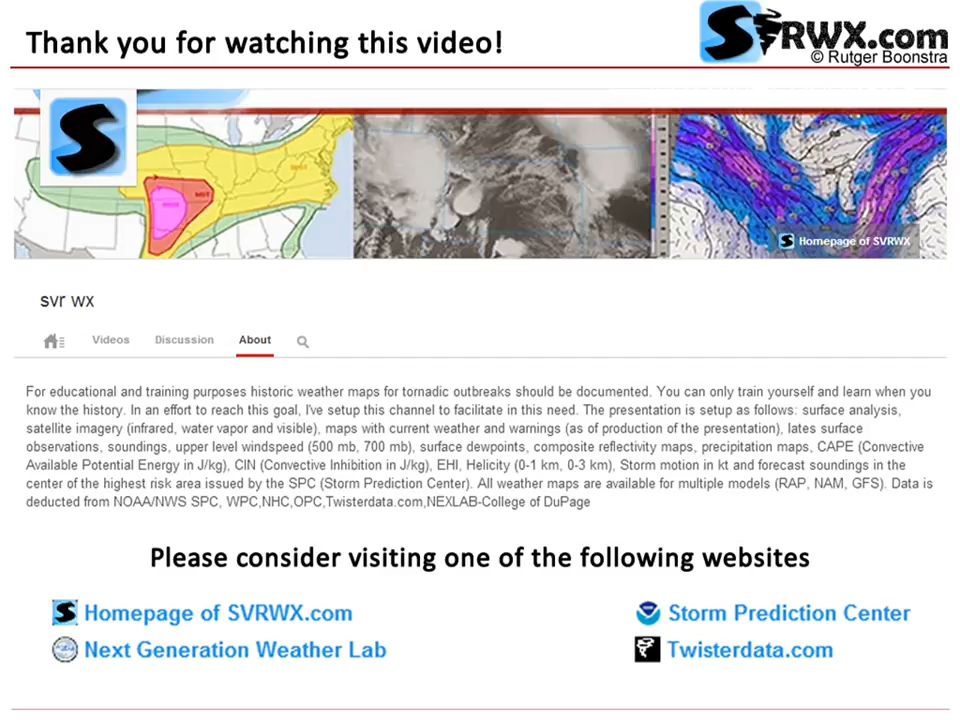 Thank you for watching this video!
SVRWX.com
© Rutger Boonstra
Homepage of SVRWX
svr wx
Videos Discussion About
For educational and training purposes historic weather maps for tornadic outbreaks should be documented. You can only train yourself and learn when you
know the history. In an effort to reach this goal, I've setup this channel to facilitate in this need. The presentation is setup as follows: surface analysis,
satellite imagery (infrared, water vapor and visible), maps with current weather and warnings (as of production of the presentation), lates surface
observations, soundings, upper level windspeed (500 mb, 700 mb), surface dewpoints, composite reflectivity maps, precipitation maps, CAPE (Convective
Available Potential Energy in J/kg), CIN (Convective Inhibition in J/kg), EHI, Helicity (0-1 km, 0-3 km), Storm motion in kt and forecast soundings in the
center of the highest risk area issued by the SPC (Storm Prediction Center). All weather maps are available for multiple models (RAP, NAM, GFS). Data is
deducted from NOAA/NWS SPC, WPC,NHC,OPC,Twisterdata.com,NEXLAB-College of DuPage
Please consider visiting one of the following websites
Homepage of SVRWX.com
Storm Prediction Center
Next Generation Weather Lab
Twisterdata.com